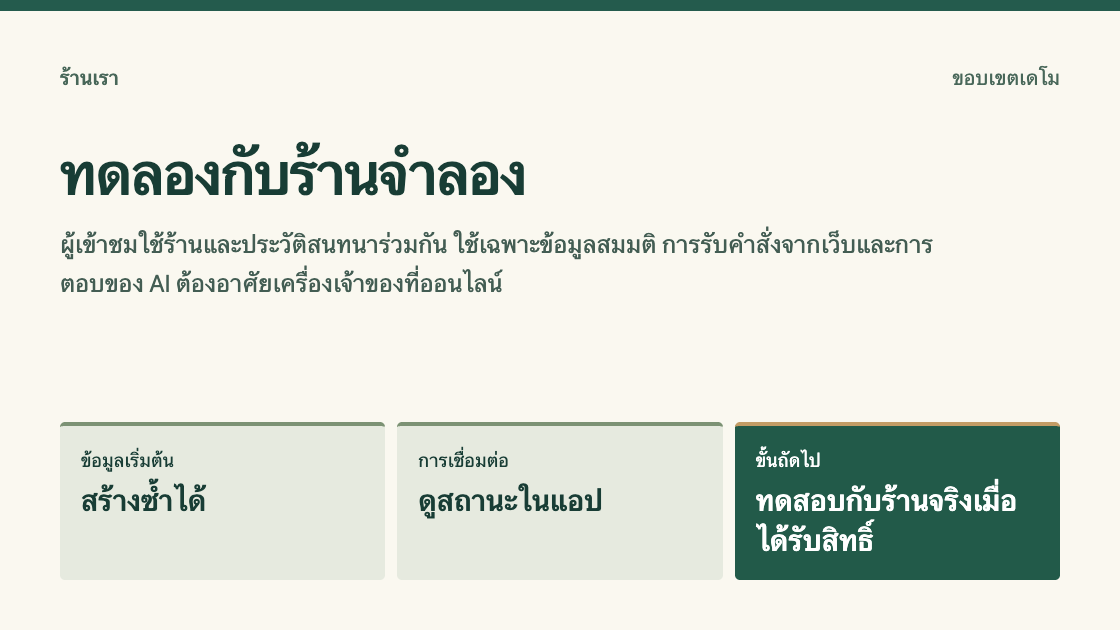 ร้านเรา
ขอบเขตเดโม
ทดลองกับร้านจำลอง
ผู้เข้าชมใช้ร้านและประวัติสนทนาร่วมกัน ใช้เฉพาะข้อมูลสมมติ การรับคำสั่งจากเว็บและการ
ตอบของ AI ต้องอาศัยเครื่องเจ้าของที่ออนไลน์
ข้อมูลเริ่มต้น
สร้างซ้ำได้
การเชื่อมต่อ
ดูสถานะในแอป
ขั้นถัดไป
ทดสอบกับร้านจริงเมื่อ
ได้รับสิทธิ์